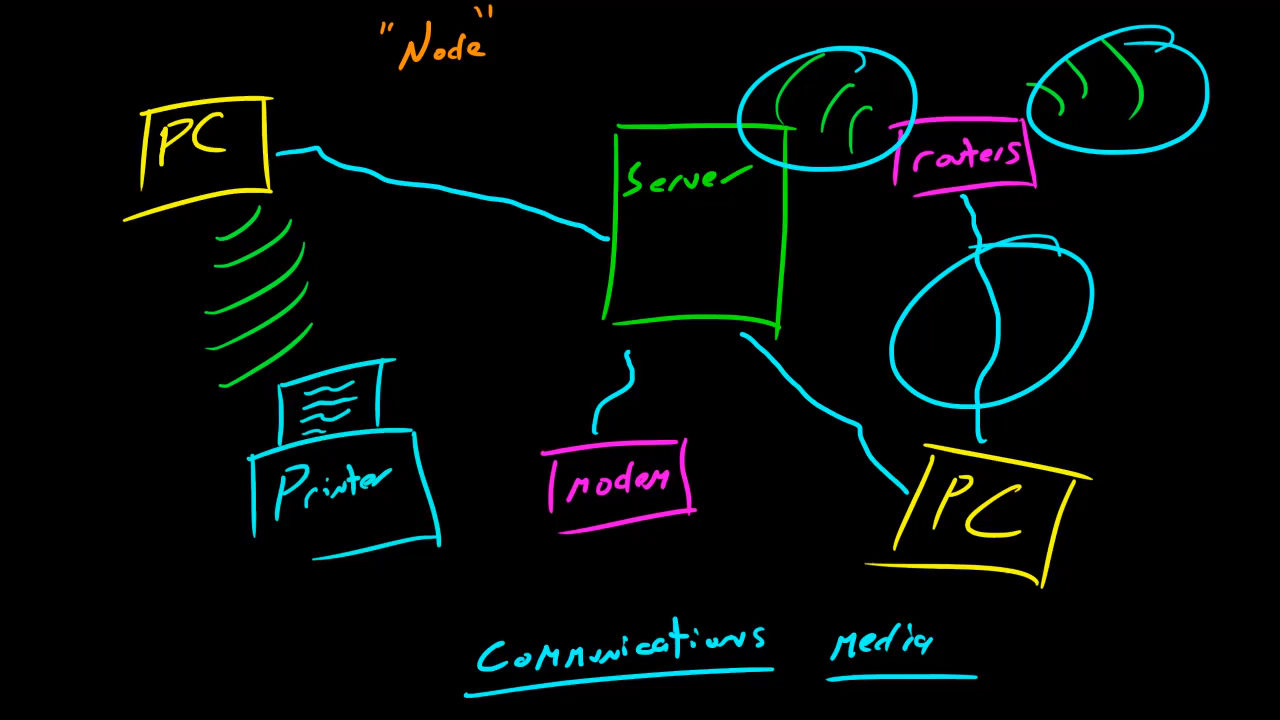 "Node"
PC
Server
routers
Printer
modem
PC
Communications media